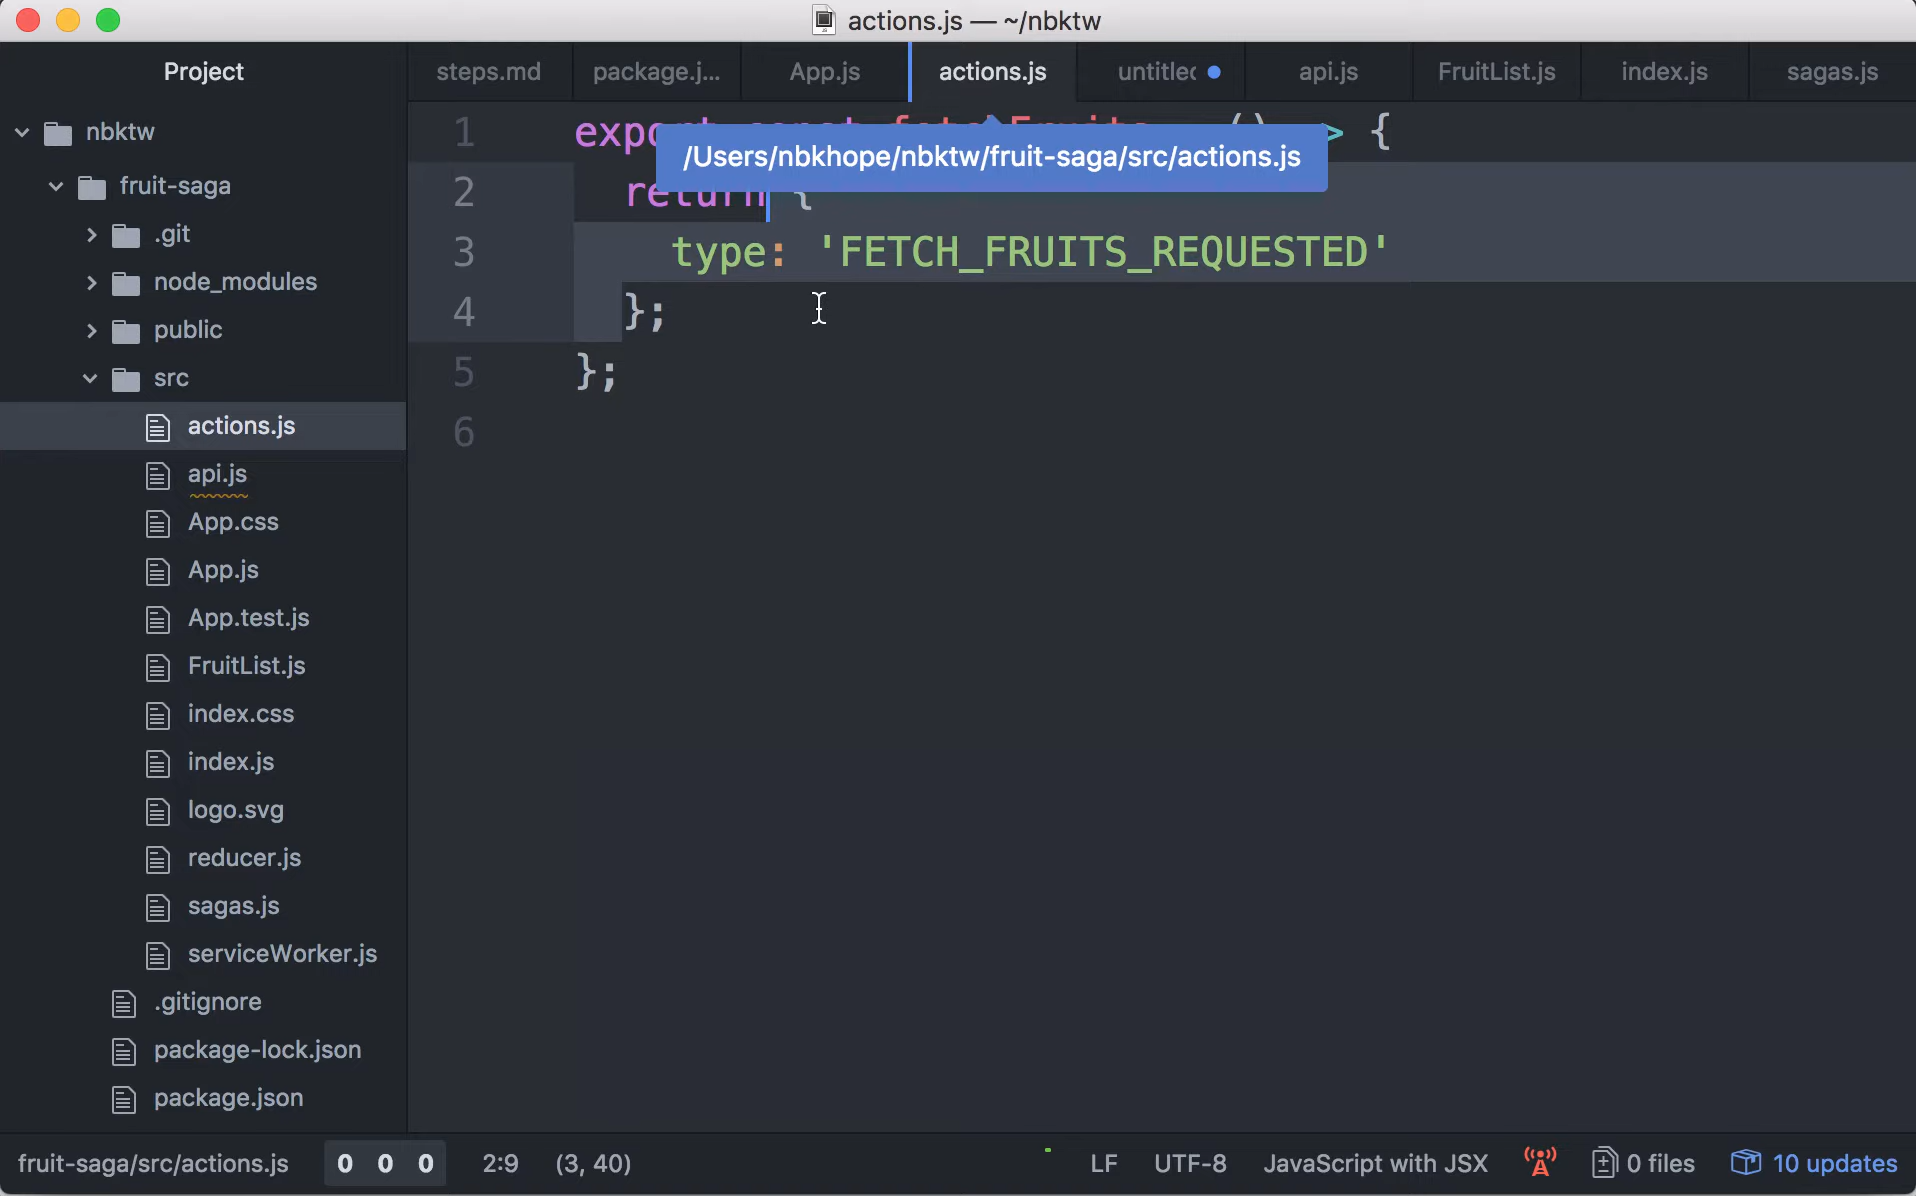 actions.js — ~/nbktw
Project
steps.md
package.j...
App.js
actions.js
untitled
api.js
FruitList.js
index.js
sagas.js
nbktw
fruit-saga
.git
node_modules
public
src
actions.js
api.js
App.css
App.js
App.test.js
FruitList.js
index.css
index.js
logo.svg
reducer.js
sagas.js
serviceWorker.js
.gitignore
package-lock.json
package.json
1 export const fetchFruits = () => {
/Users/nbkhope/nbktw/fruit-saga/src/actions.js
2 return {
3 type: 'FETCH_FRUITS_REQUESTED'
4 };
5 };
6
fruit-saga/src/actions.js 0 0 0 2:9 (3, 40) LF UTF-8 JavaScript with JSX 0 files 10 updates